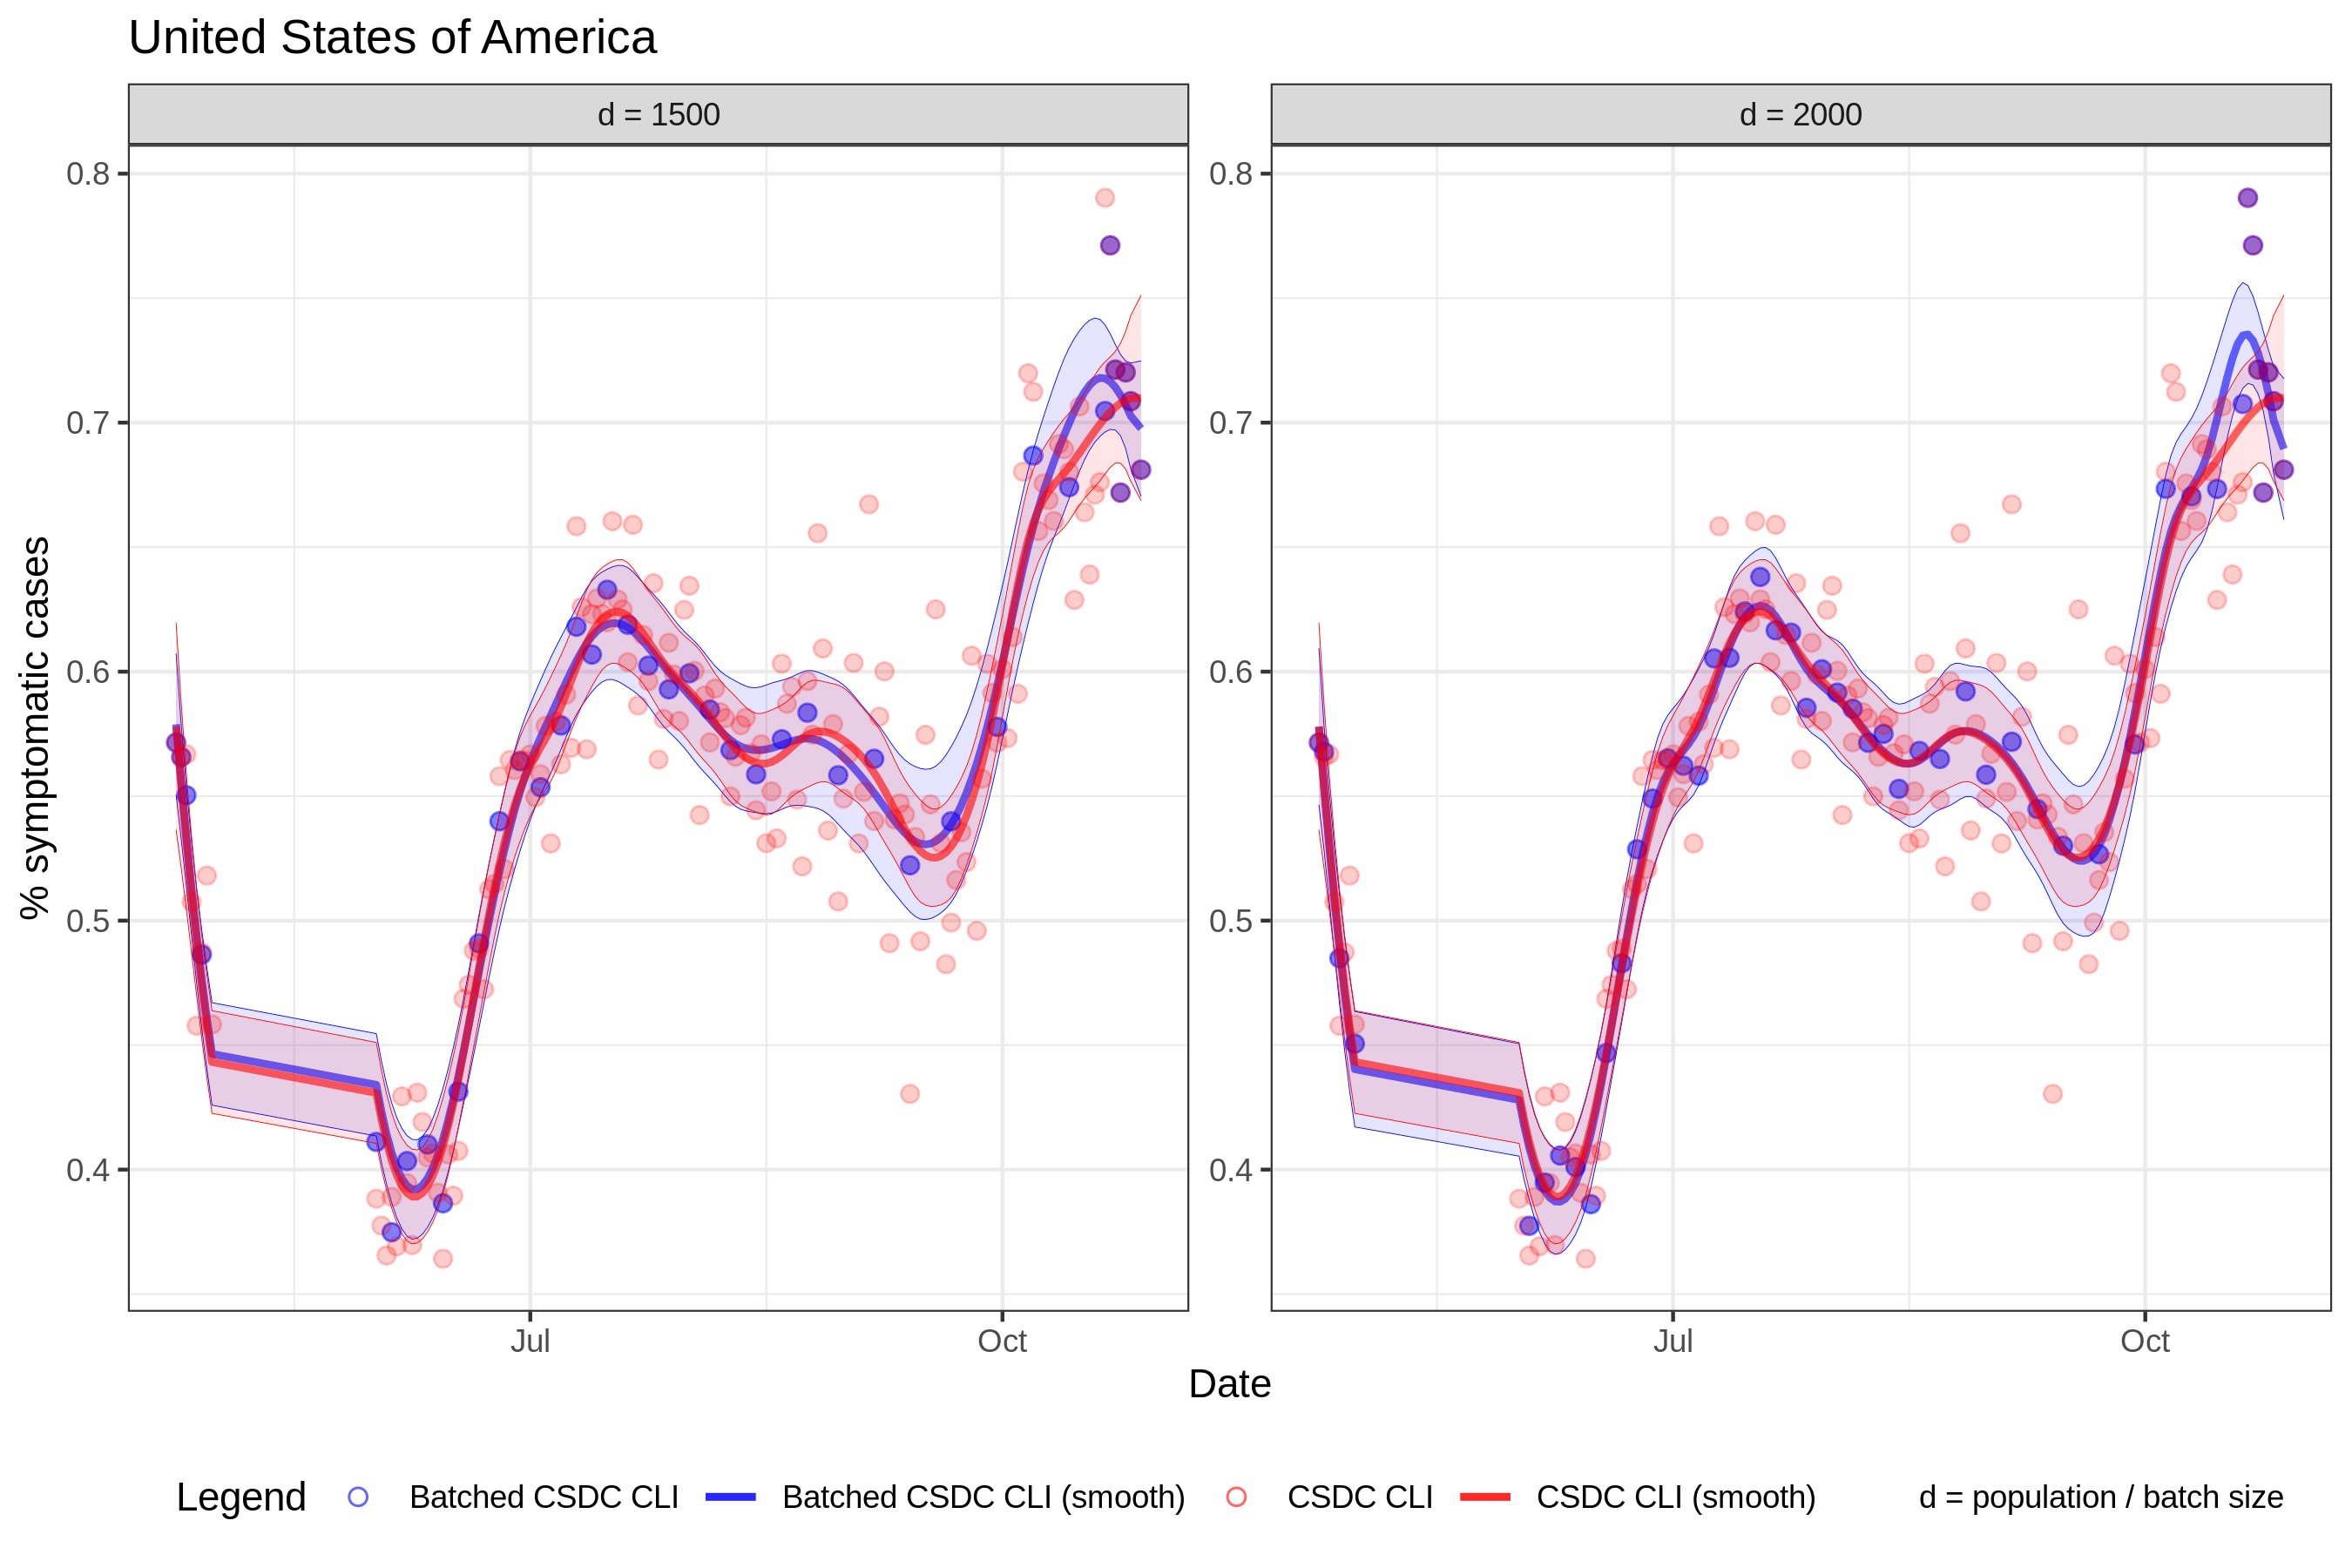 United States of America
d = 1500
d = 2000
% symptomatic cases
0.8
0.7
0.6
0.5
0.4
0.8
0.7
0.6
0.5
0.4
Jul
Oct
Jul
Oct
Date
Legend Batched CSDC CLI Batched CSDC CLI (smooth) CSDC CLI CSDC CLI (smooth) d = population / batch size